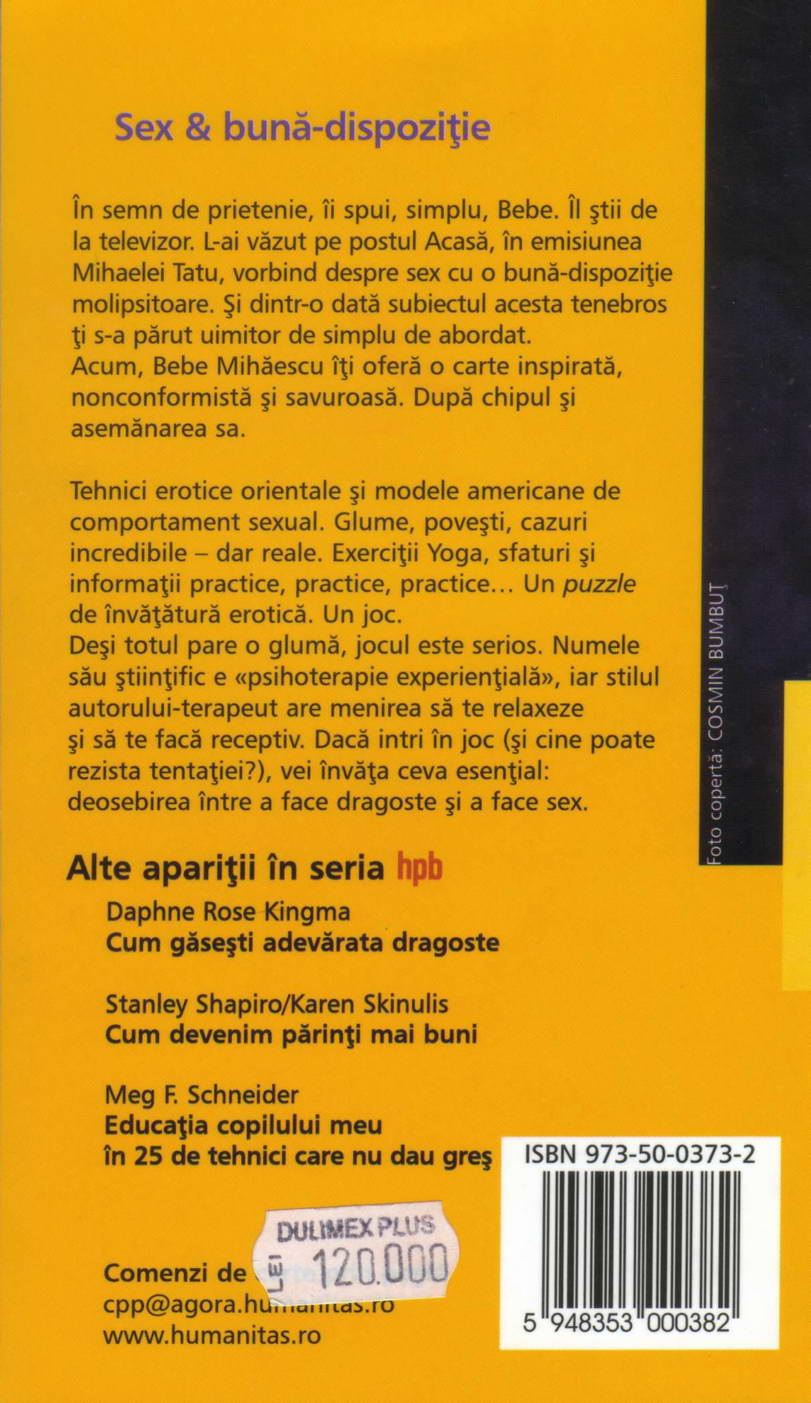 Sex & bună-dispoziţie
În semn de prietenie, îi spui, simplu, Bebe. Îl ştii de
la televizor. L-ai văzut pe postul Acasă, în emisiunea
Mihaelei Tatu, vorbind despre sex cu o bună-dispoziţie
molipsitoare. Şi dintr-o dată subiectul acesta tenebros
ţi s-a părut uimitor de simplu de abordat.
Acum, Bebe Mihăescu îţi oferă o carte inspirată,
nonconformistă şi savuroasă. După chipul şi
asemănarea sa.
Tehnici erotice orientale şi modele americane de
comportament sexual. Glume, poveşti, cazuri
incredibile – dar reale. Exerciţii Yoga, sfaturi şi
informaţii practice, practice, practice... Un puzzle
de învăţătură erotică. Un joc.
Deşi totul pare o glumă, jocul este serios. Numele
său ştiinţific e «psihoterapie experienţială», iar stilul
autorului-terapeut are menirea să te relaxeze
şi să te facă receptiv. Dacă intri în joc (şi cine poate
rezista tentaţiei?), vei învăţa ceva esenţial:
deosebirea între a face dragoste şi a face sex.
Foto copertă: COSMIN BUMBUŢ
Alte apariţii în seria hpb
Daphne Rose Kingma
Cum găseşti adevărata dragoste
Stanley Shapiro/Karen Skinulis
Cum devenim părinţi mai buni
Meg F. Schneider
Educaţia copilului meu
în 25 de tehnici care nu dau greş
ISBN 973-50-0373-2
5 948353 000382
DULIMEX PLUS
LEI 120.000
Comenzi de
cpp@agora.humanitas.ro
www.humanitas.ro